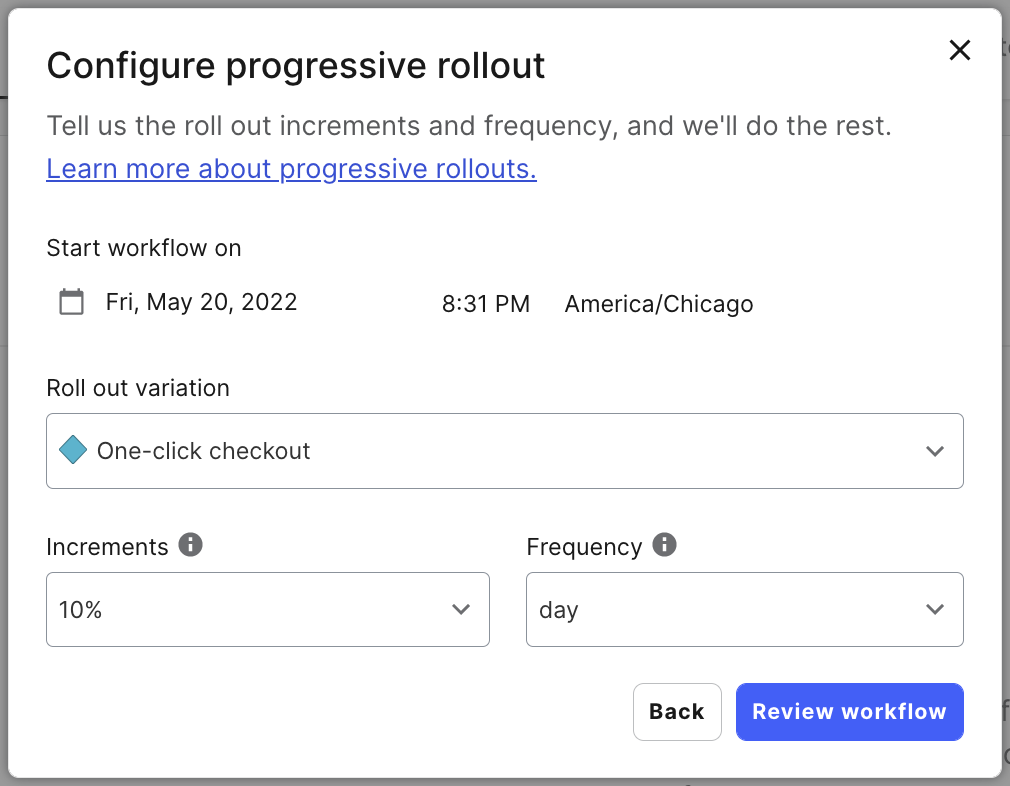 Configure progressive rollout
Tell us the roll out increments and frequency, and we'll do the rest.
Learn more about progressive rollouts.
Start workflow on
Fri, May 20, 2022 8:31 PM America/Chicago
Roll out variation
One-click checkout
Increments Frequency
10% day
Back Review workflow